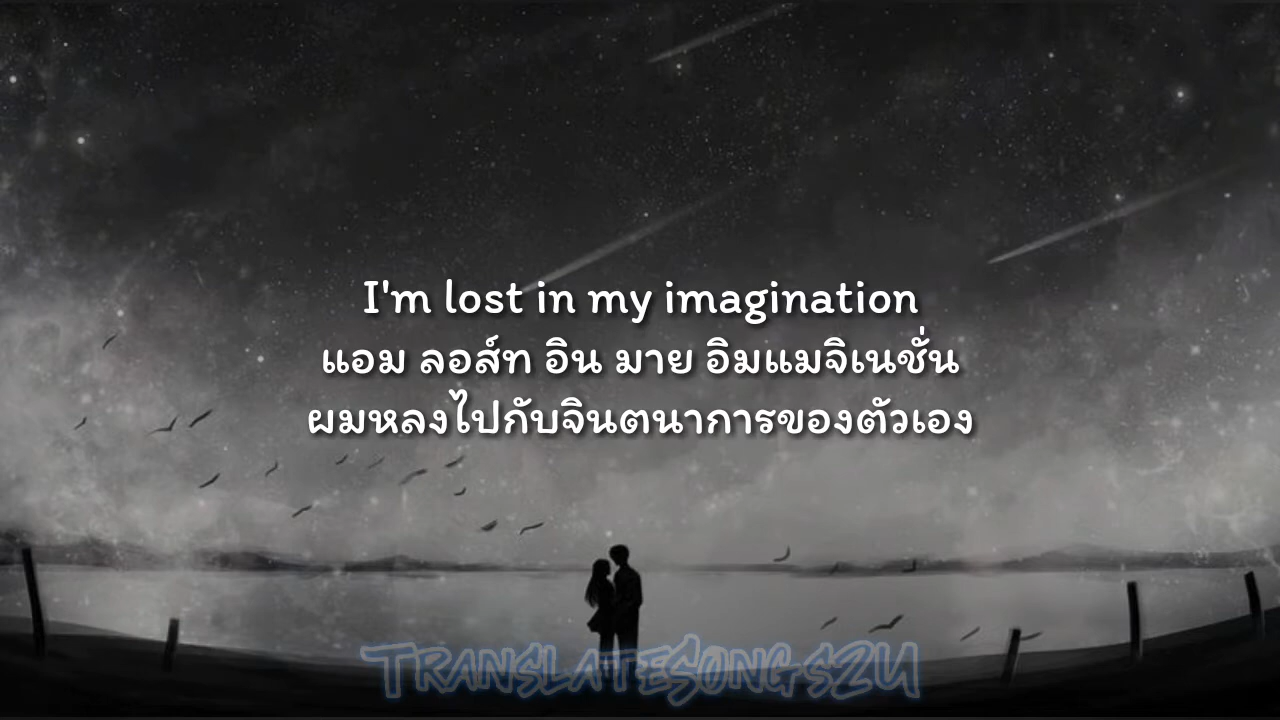 I'm lost in my imagination
แอม ลอส์ท อิน มาย อิมแมจิเนชั่น
ผมหลงไปกับจินตนาการของตัวเอง
TRANSLATESONGS2U